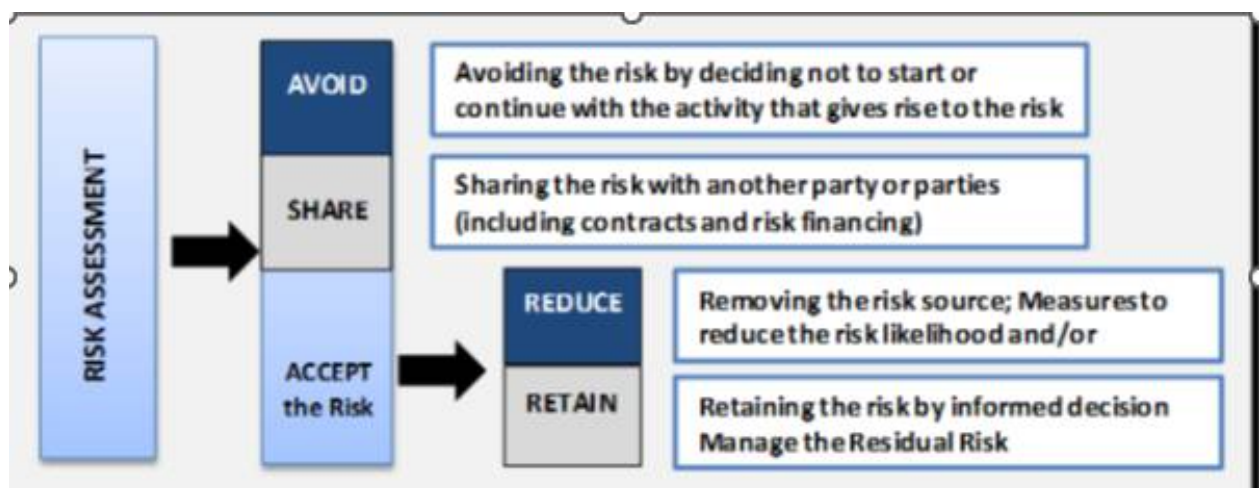 RISK ASSESSMENT
AVOID
Avoiding the risk by deciding not to start or
continue with the activity that gives rise to the risk
SHARE
Sharing the risk with another party or parties
(including contracts and risk financing)
ACCEPT
the Risk
REDUCE
Removing the risk source; Measures to
reduce the risk likelihood and/or
RETAIN
Retaining the risk by informed decision
Manage the Residual Risk